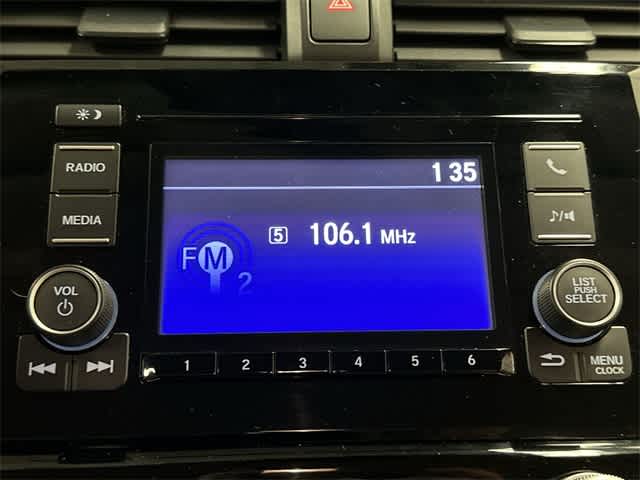 RADIO
MEDIA
1 35
5 106.1 MHz
FM
2
VOL
LIST
PUSH
SELECT
1 2 3 4 5 6
MENU
CLOCK